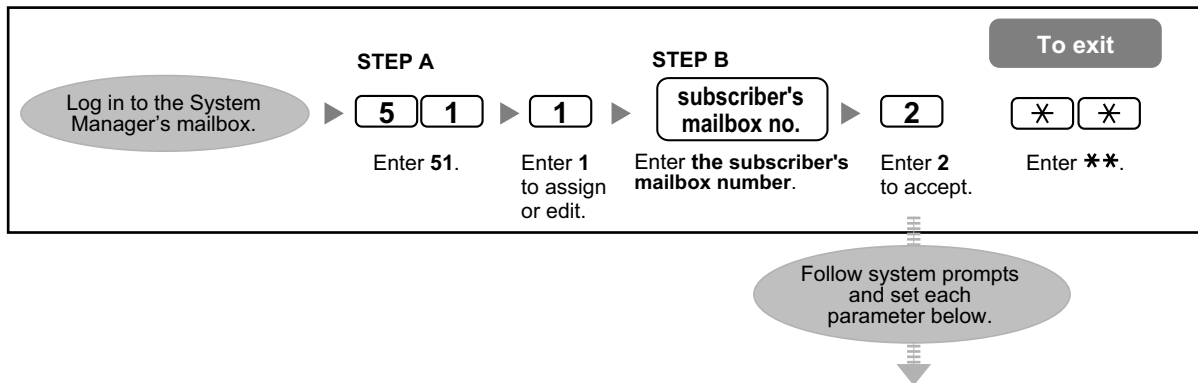 To exit
STEP A
STEP B
Log in to the System
Manager's mailbox.
5 1
1
subscriber's
mailbox no.
2
* *
Enter 51.
Enter 1
to assign
or edit.
Enter the subscriber's
mailbox number.
Enter 2
to accept.
Enter **.
Follow system prompts
and set each
parameter below.